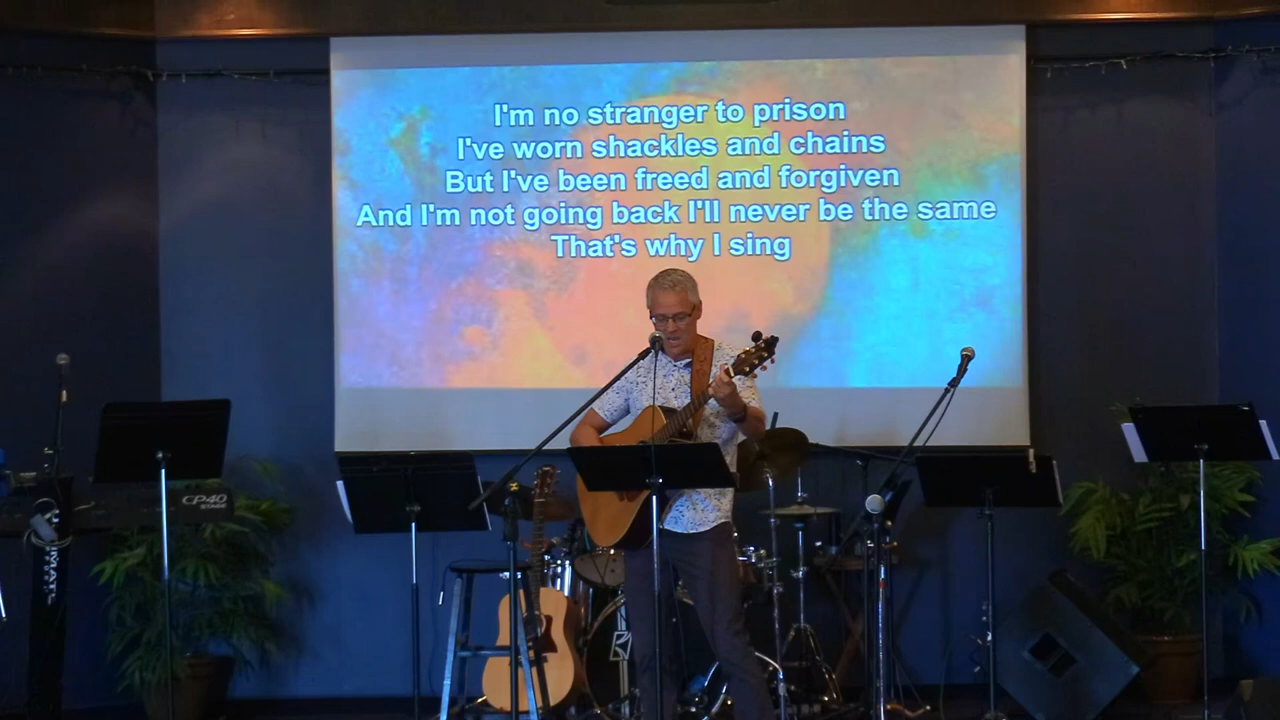 I'm no stranger to prison
I've worn shackles and chains
But I've been freed and forgiven
And I'm not going back I'll never be the same
That's why I sing
CP40
STAGE